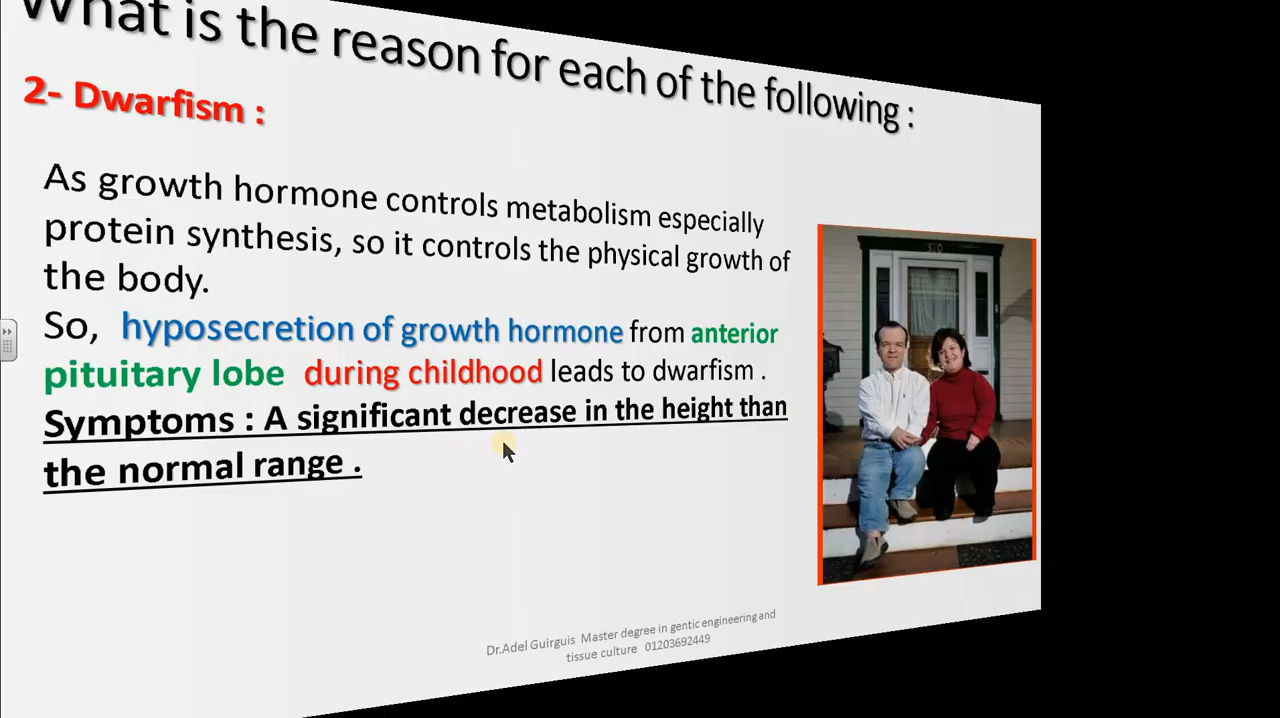 What is the reason for each of the following :
2- Dwarfism :
As growth hormone controls metabolism especially
protein synthesis, so it controls the physical growth of
the body.
So, hyposecretion of growth hormone from anterior
pituitary lobe during childhood leads to dwarfism .
Symptoms : A significant decrease in the height than
the normal range .
320
Dr.Adel Guirguis Master degree in gentic engineering and
tissue culture 01203692449